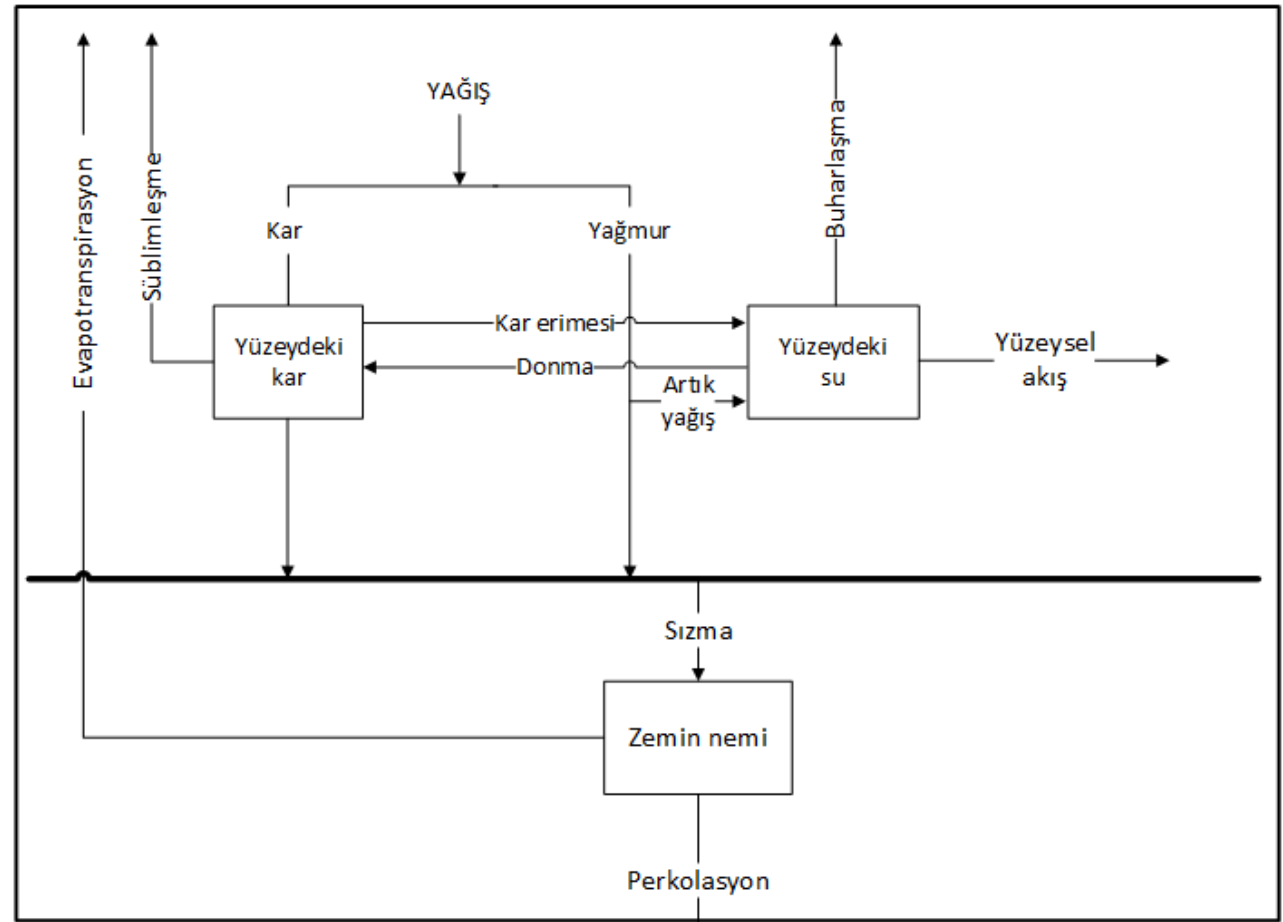 YAĞIŞ
Evapotranspirasyon
Süblimleşme
Kar
Yağmur
Buharlaşma
Yüzeydeki
kar
Kar erimesi
Donma
Artık
yağış
Yüzeydeki
su
Yüzeysel
akış
Sızma
Zemin nemi
Perkolasyon